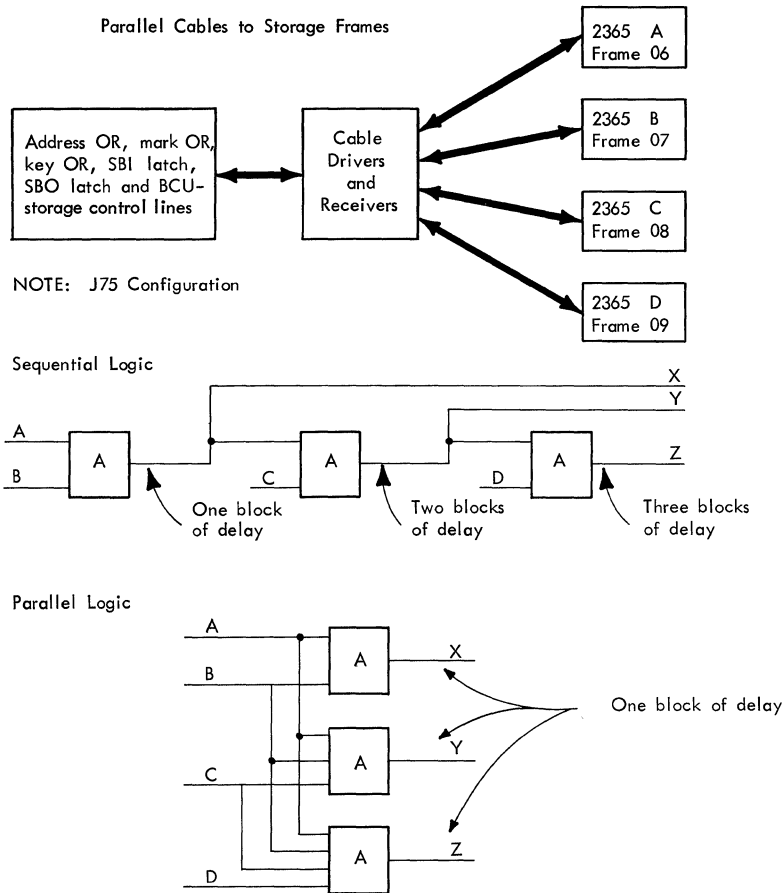 Parallel Cables to Storage Frames
2365 A
Frame 06
2365 B
Frame 07
2365 C
Frame 08
2365 D
Frame 09
Address OR, mark OR,
key OR, SBI latch,
SBO latch and BCU-
storage control lines
Cable
Drivers
and
Receivers
NOTE: J75 Configuration
Sequential Logic
X
Y
A
B
A
C
A
D
A
Z
One block
of delay
Two blocks
of delay
Three blocks
of delay
Parallel Logic
A
B
A
X
C
A
Y
D
A
Z
One block of delay